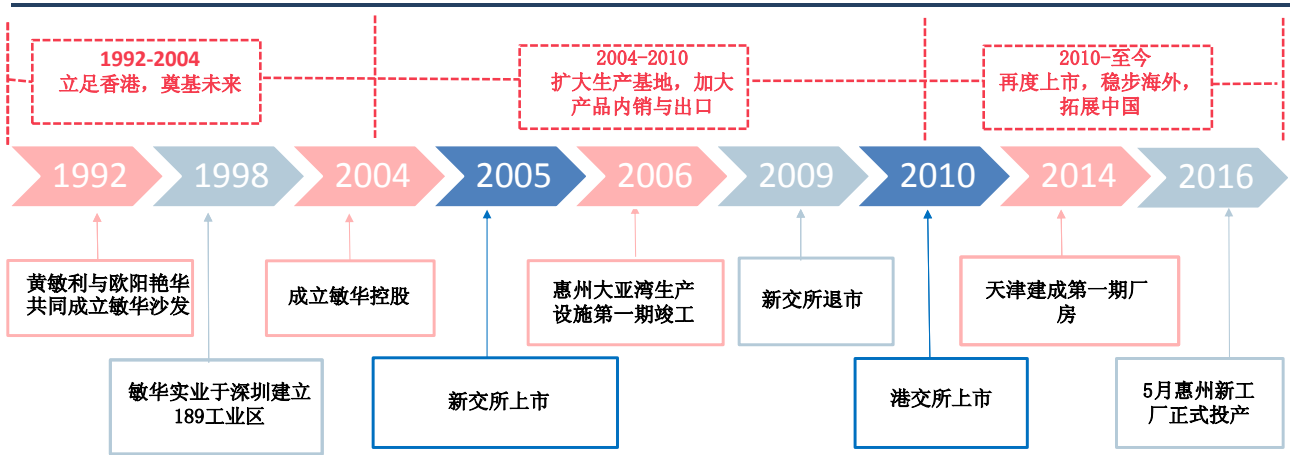 1992-2004
立足香港，奠基未来
2004-2010
扩大生产基地，加大
产品内销与出口
2010-至今
再度上市，稳步海外，
拓展中国
1992
1998
2004
2005
2006
2009
2010
2014
2016
黄敏利与欧阳艳华
共同成立敏华沙发
成立敏华控股
惠州大亚湾生产
设施第一期竣工
新交所退市
天津建成第一期厂
房
敏华实业于深圳建立
189工业区
新交所上市
港交所上市
5月惠州新工
厂正式投产